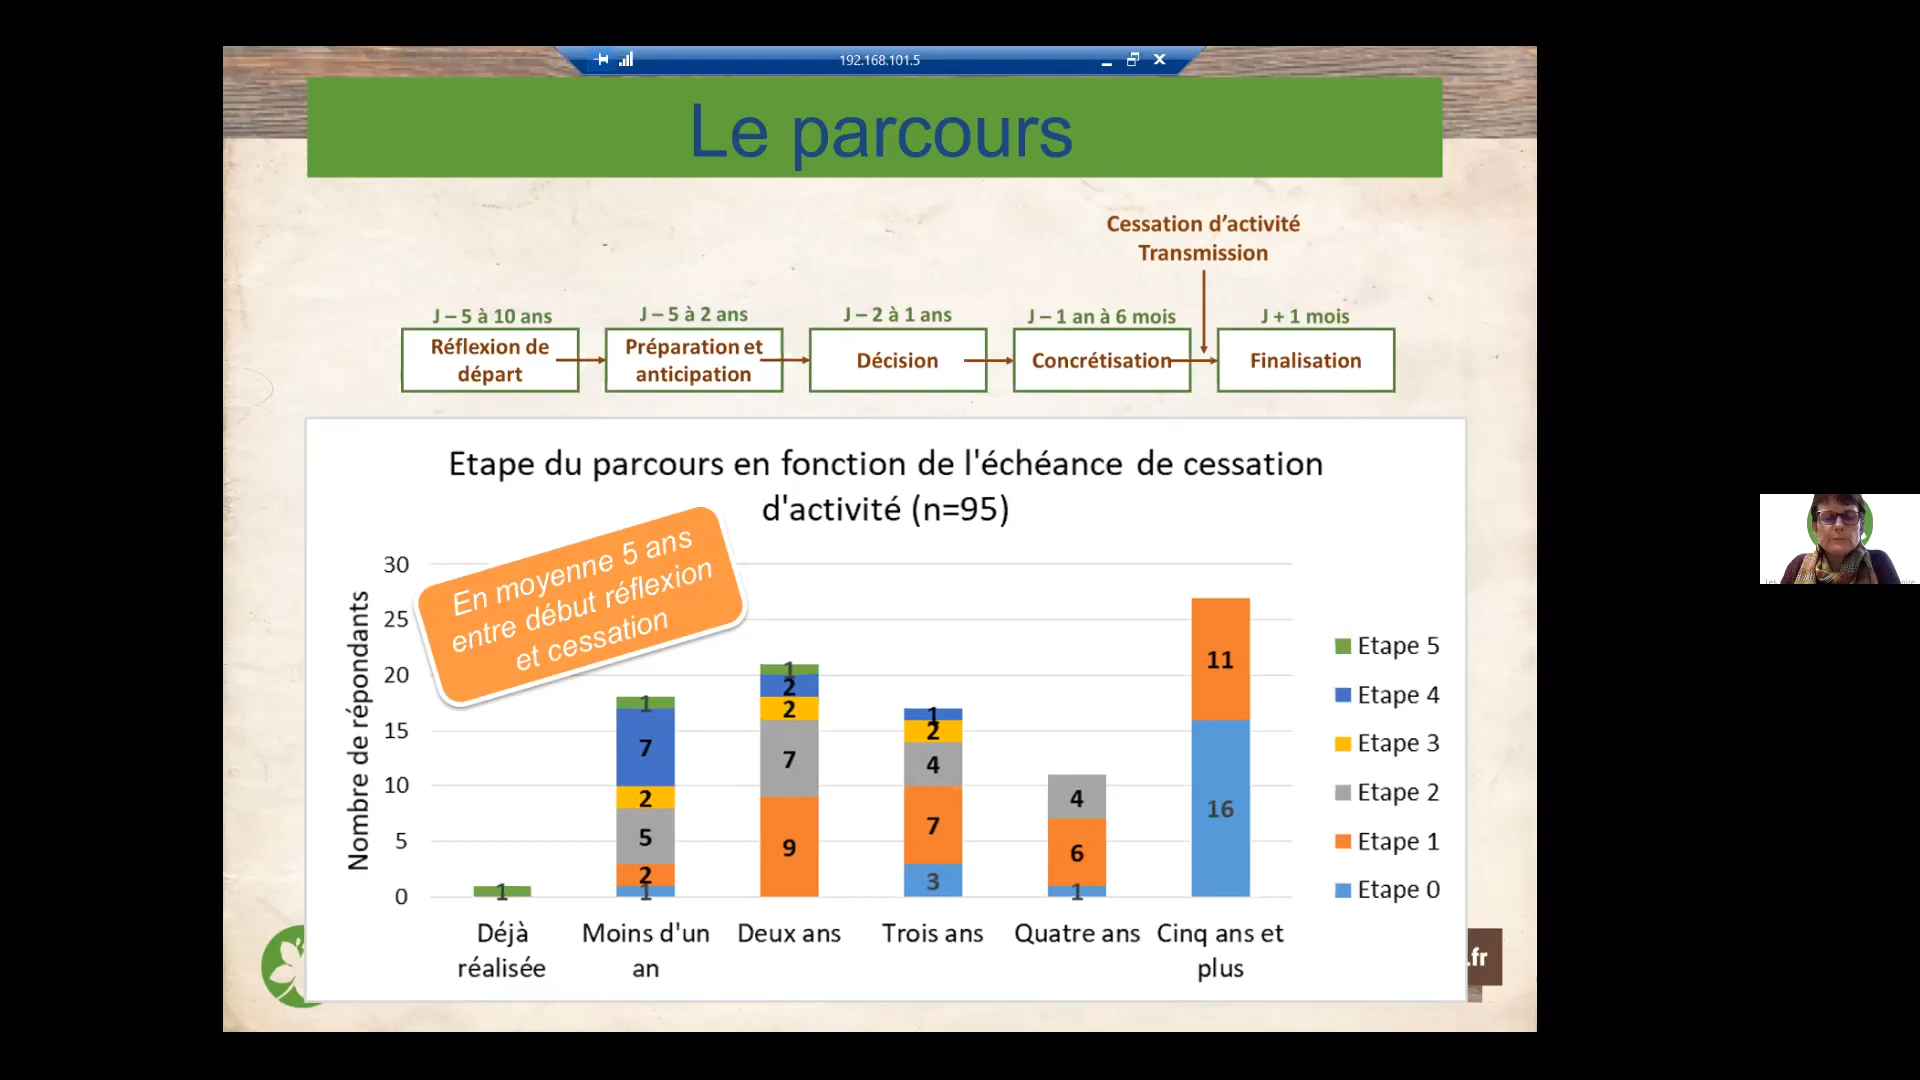 192.168.101.5
Le parcours
Cessation d’activité
Transmission
J – 5 à 10 ans
J – 5 à 2 ans
J – 2 à 1 ans
J – 1 an à 6 mois
J + 1 mois
Réflexion de
départ
Préparation et
anticipation
Décision
Concrétisation
Finalisation
Etape du parcours en fonction de l'échéance de cessation
d'activité (n=95)
En moyenne 5 ans
entre début réflexion
et cessation
Nombre de répondants
30
25
20
15
10
5
0
1
1
7
2
5
2
1
1
2
2
7
9
1
2
4
7
3
4
6
1
11
16
Déjà
réalisée
Moins d'un
an
Deux ans
Trois ans
Quatre ans
Cinq ans et
plus
Etape 5
Etape 4
Etape 3
Etape 2
Etape 1
Etape 0
.fr